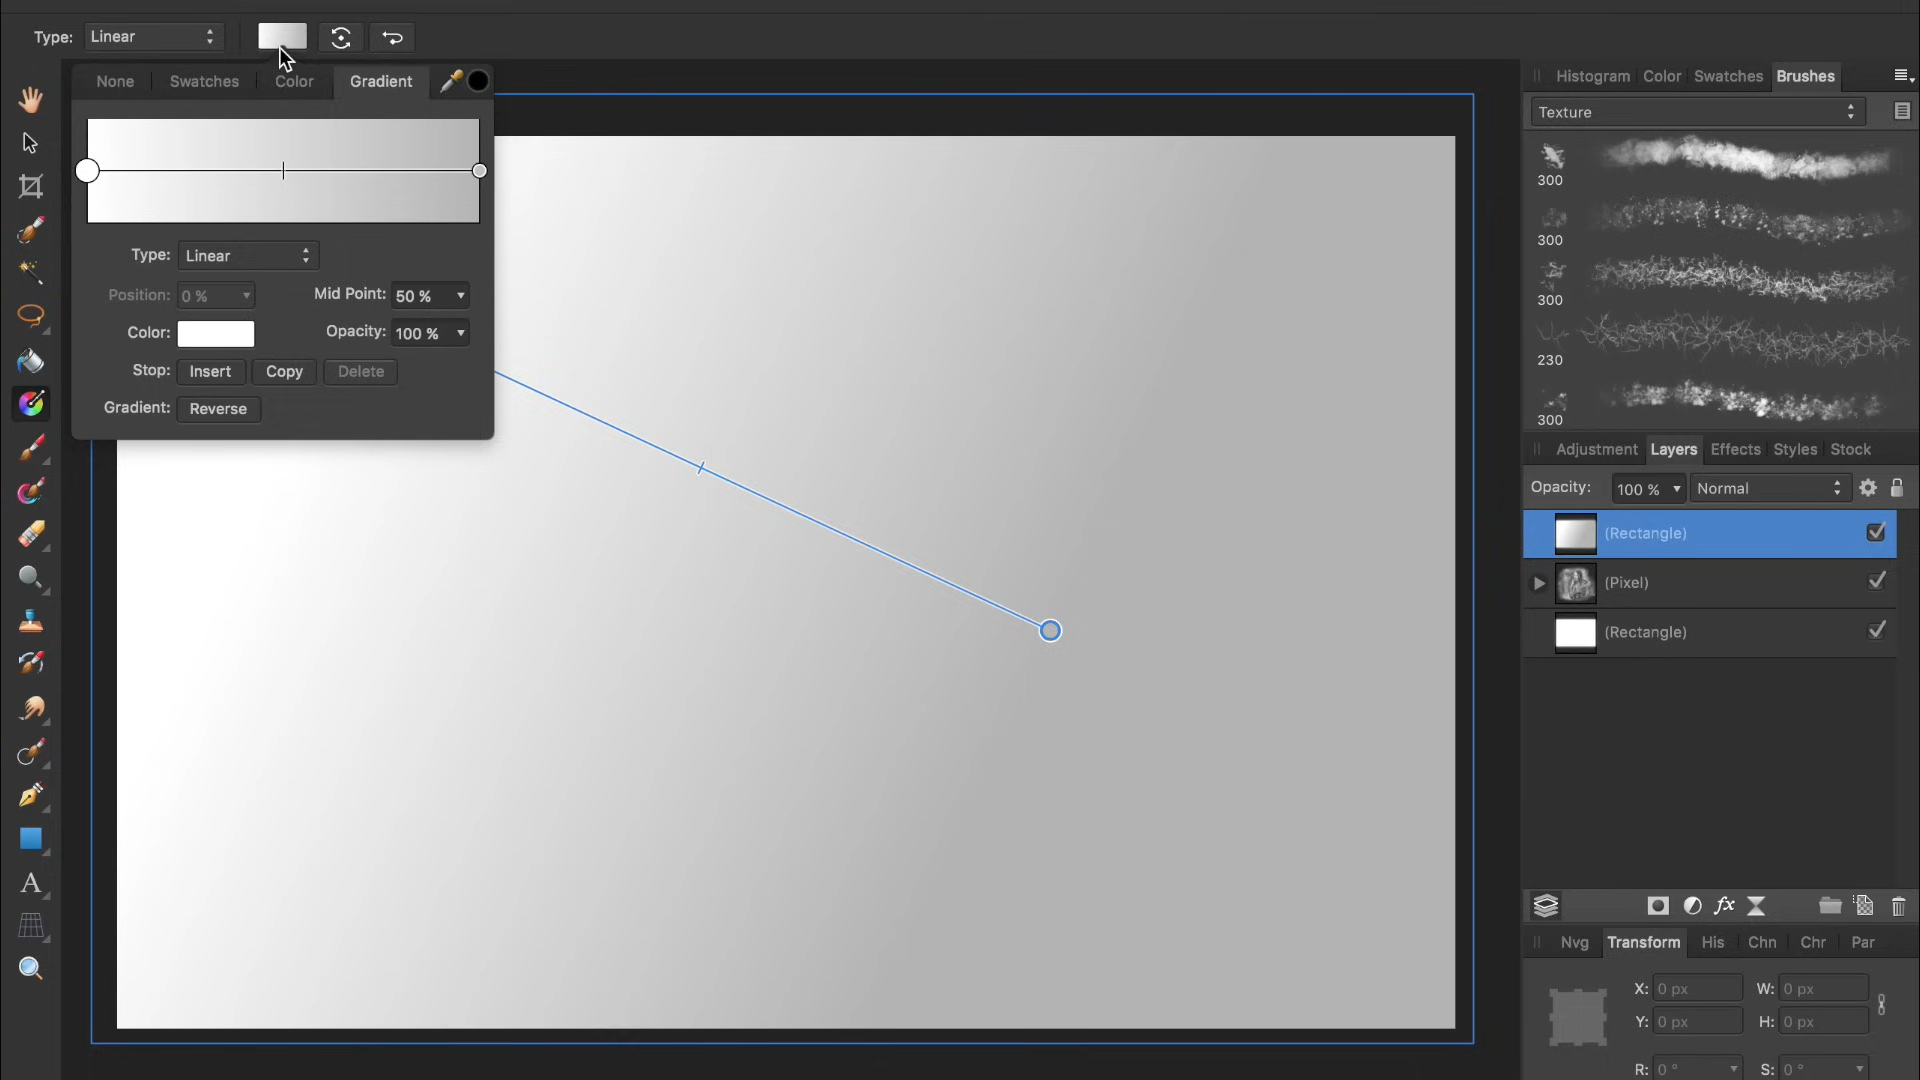 Type: Linear
None Swatches Color Gradient
Type: Linear
Position: 0 % Mid Point: 50 %
Color: Opacity: 100 %
Stop: Insert Copy Delete
Gradient: Reverse
A
Histogram Color Swatches Brushes
Texture
300
300
300
230
300
Adjustment Layers Effects Styles Stock
Opacity: 100 % Normal
(Rectangle)
(Pixel)
(Rectangle)
fx
Nvg Transform His Chn Chr Par
X: 0 px W: 0 px
Y: 0 px H: 0 px
R: 0 ° S: 0 °